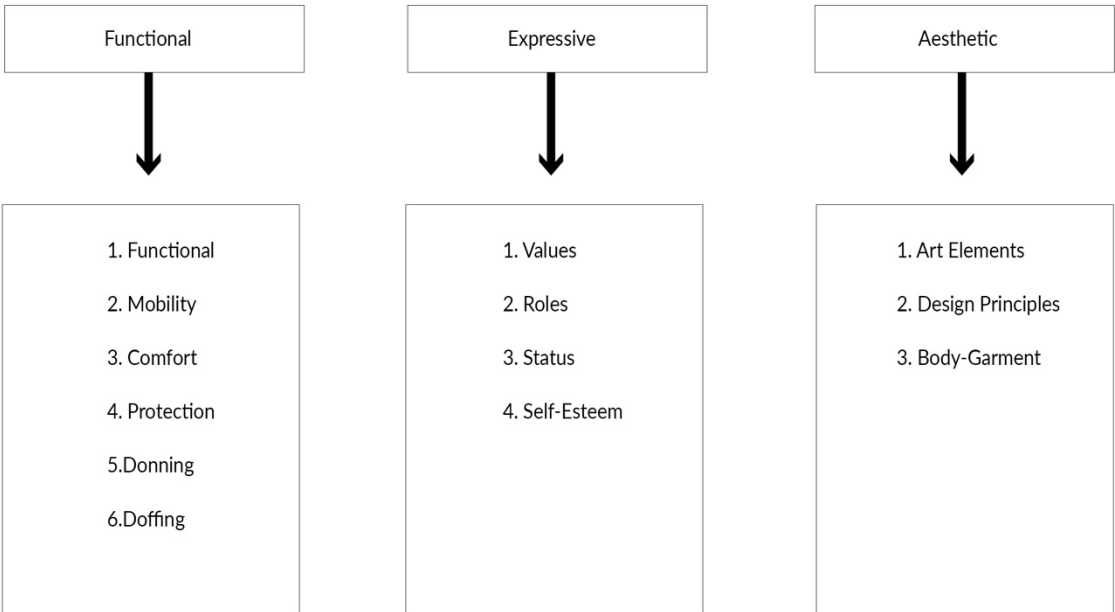 Functional
Expressive
Aesthetic
1. Functional
2. Mobility
3. Comfort
4. Protection
5.Donning
6.Doffing
1. Values
2. Roles
3. Status
4. Self-Esteem
1. Art Elements
2. Design Principles
3. Body-Garment